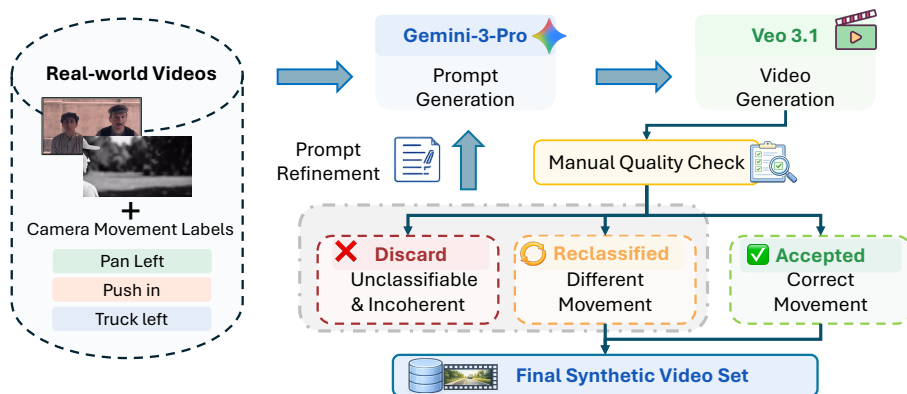 Real-world Videos
Camera Movement Labels
Pan Left
Push in
Truck left
Gemini-3-Pro
Prompt
Generation
Veo 3.1
Video
Generation
Prompt
Refinement
Manual Quality Check
Discard
Unclassifiable
& Incoherent
Reclassified
Different
Movement
Accepted
Correct
Movement
Final Synthetic Video Set